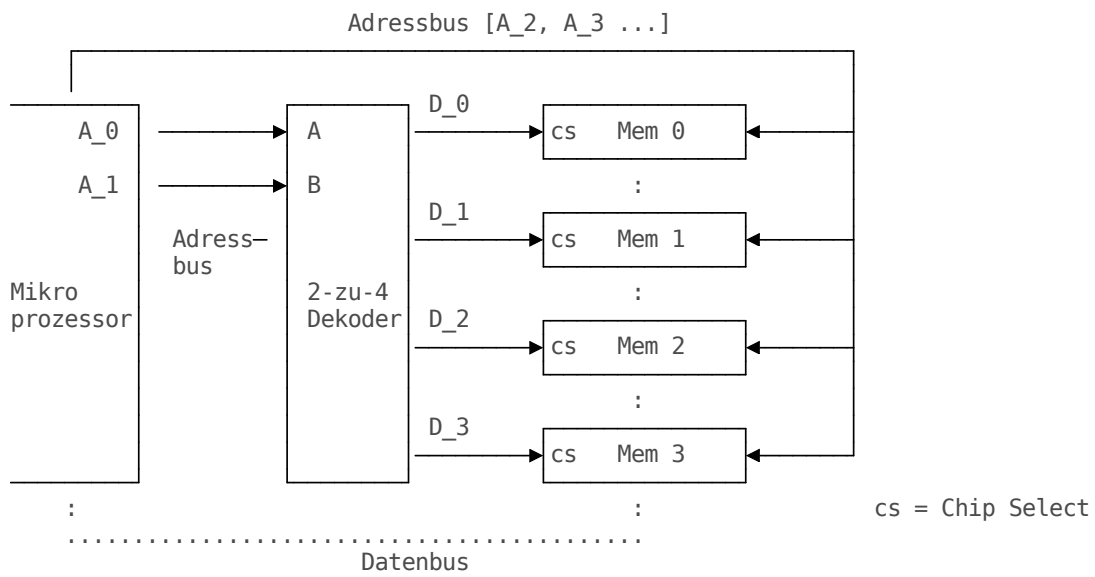 Adressbus [A_2, A_3 ...]
D_0
A_0 A cs Mem 0
A_1 B
D_1
Adress–
cs Mem 1
bus
Mikro
prozessor
2-zu-4
Dekoder
D_2
cs Mem 2
D_3
cs Mem 3
cs = Chip Select
Datenbus